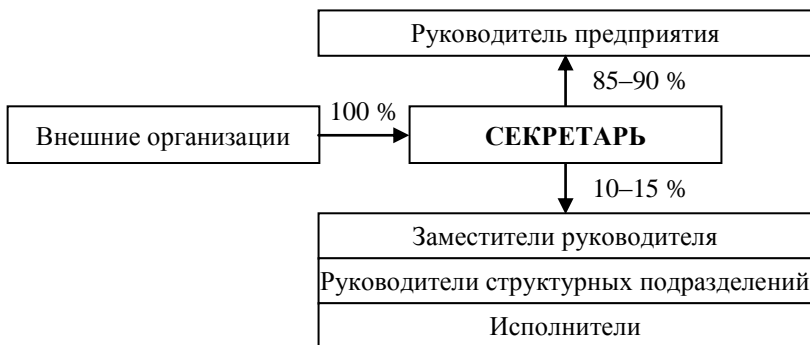 Руководитель предприятия
85–90 %
100 %
Внешние организации
СЕКРЕТАРЬ
10–15 %
Заместители руководителя
Руководители структурных подразделений
Исполнители